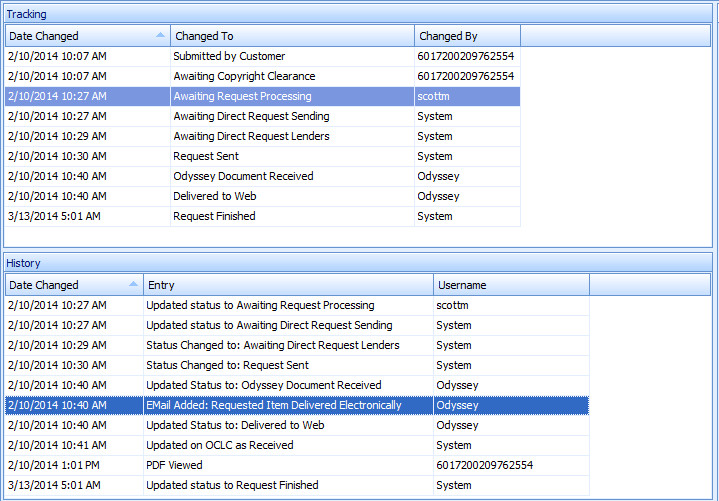 Tracking
Date Changed Changed To Changed By
2/10/2014 10:07 AM Submitted by Customer 6017200209762554
2/10/2014 10:07 AM Awaiting Copyright Clearance 6017200209762554
2/10/2014 10:27 AM Awaiting Request Processing scottm
2/10/2014 10:27 AM Awaiting Direct Request Sending System
2/10/2014 10:29 AM Awaiting Direct Request Lenders System
2/10/2014 10:30 AM Request Sent System
2/10/2014 10:40 AM Odyssey Document Received Odyssey
2/10/2014 10:40 AM Delivered to Web Odyssey
3/13/2014 5:01 AM Request Finished System
History
Date Changed Entry Username
2/10/2014 10:27 AM Updated status to Awaiting Request Processing scottm
2/10/2014 10:27 AM Updated status to Awaiting Direct Request Sending System
2/10/2014 10:29 AM Status Changed to: Awaiting Direct Request Lenders System
2/10/2014 10:30 AM Status Changed to: Request Sent System
2/10/2014 10:40 AM Updated Status to: Odyssey Document Received Odyssey
2/10/2014 10:40 AM EMail Added: Requested Item Delivered Electronically Odyssey
2/10/2014 10:40 AM Updated Status to: Delivered to Web Odyssey
2/10/2014 10:41 AM Updated on OCLC as Received System
2/10/2014 1:01 PM PDF Viewed 6017200209762554
3/13/2014 5:01 AM Updated status to Request Finished System